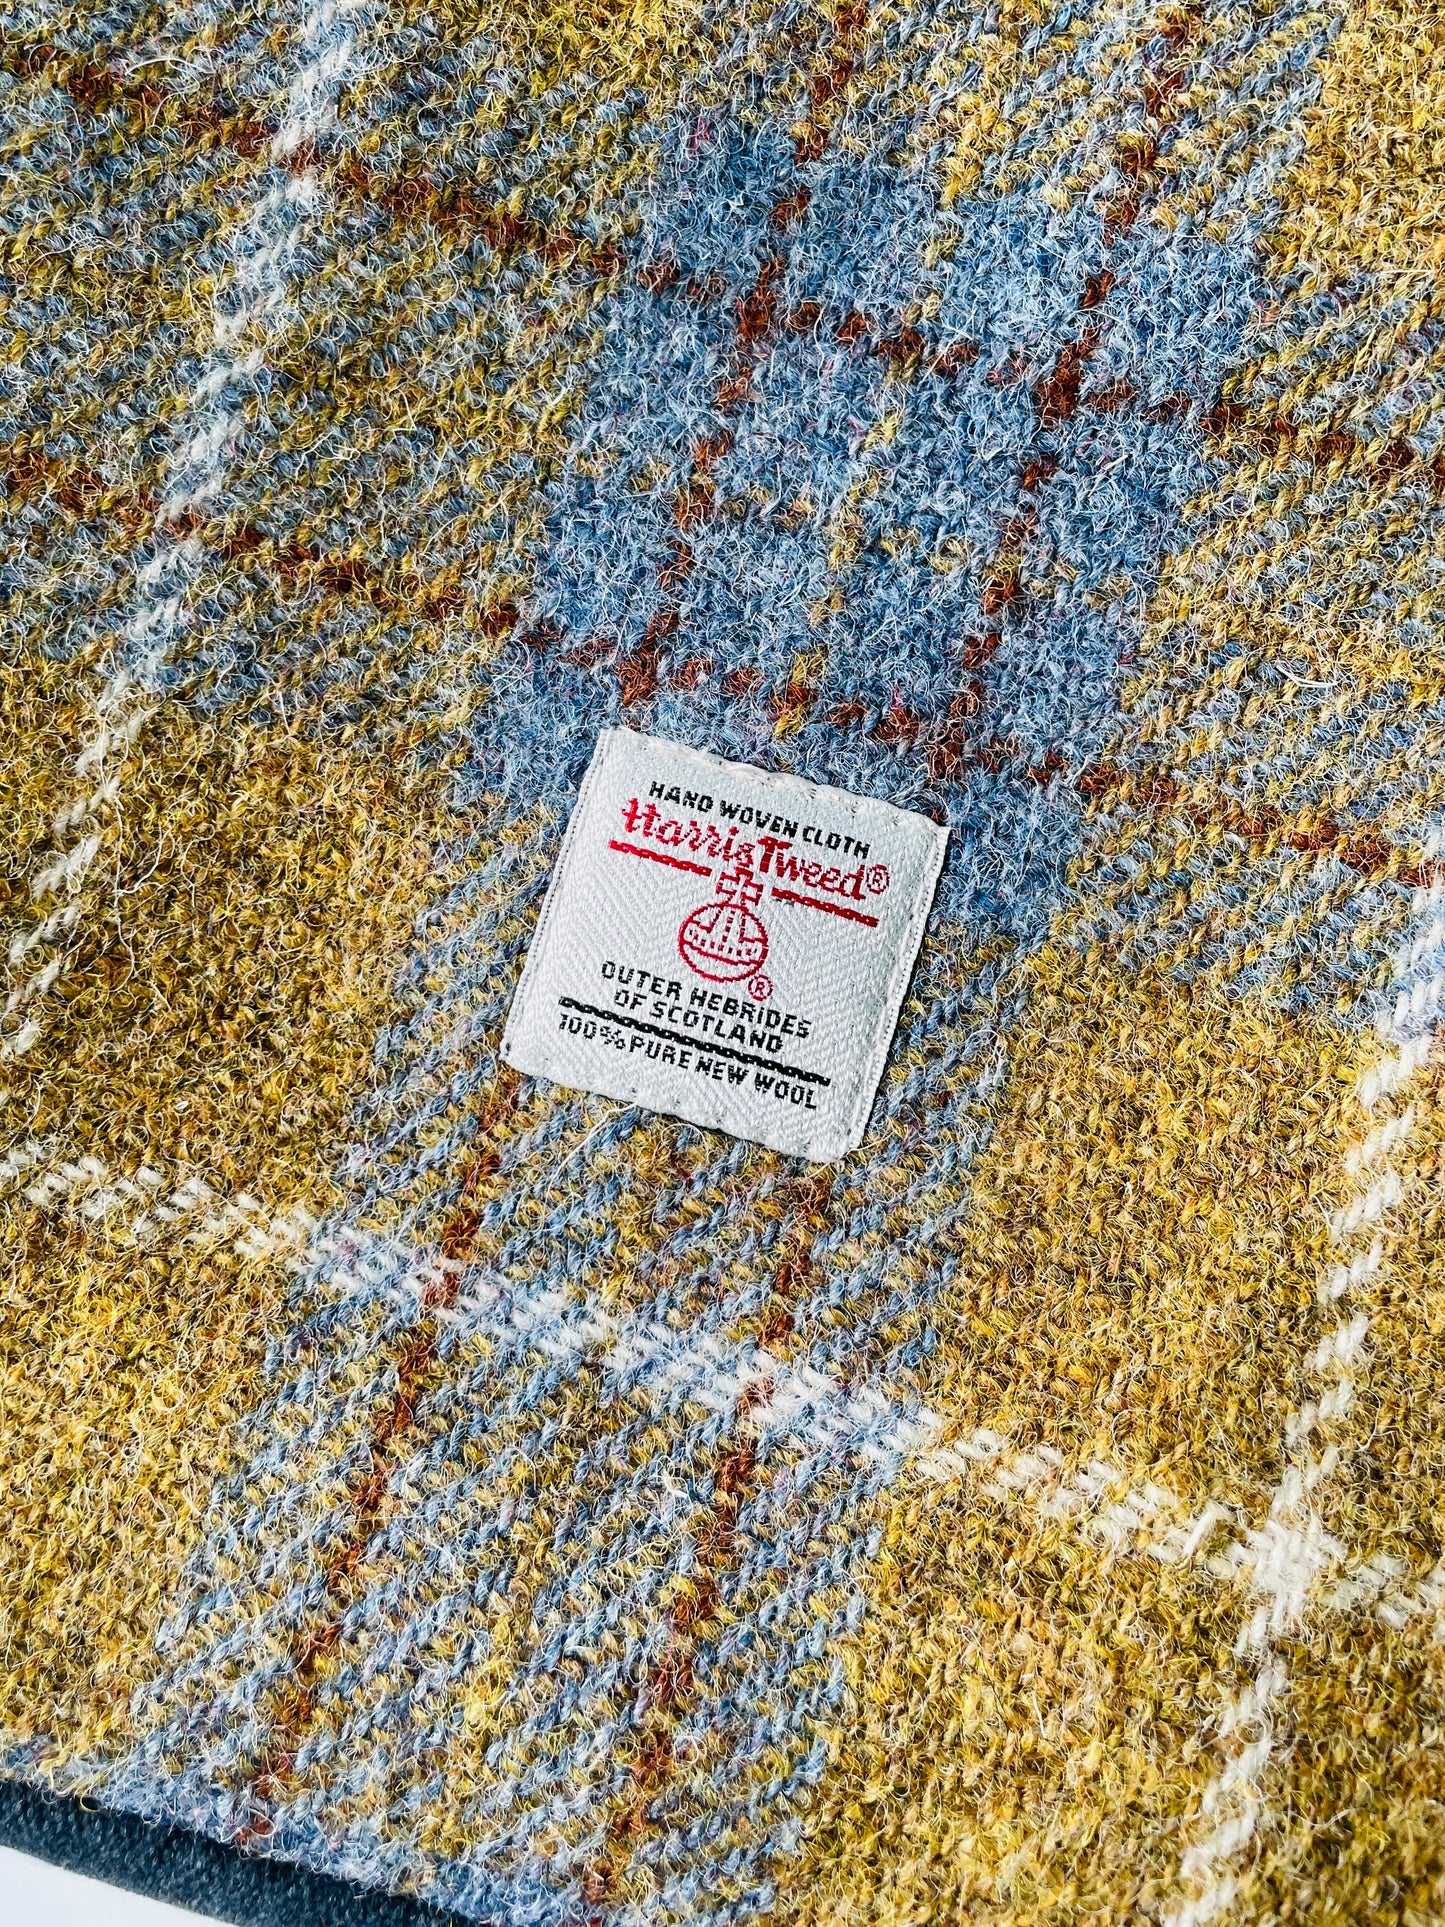 HAND WOVEN CLOTH
Harris Tweed®
®
OUTER HEBRIDES
OF SCOTLAND
100% PURE NEW WOOL